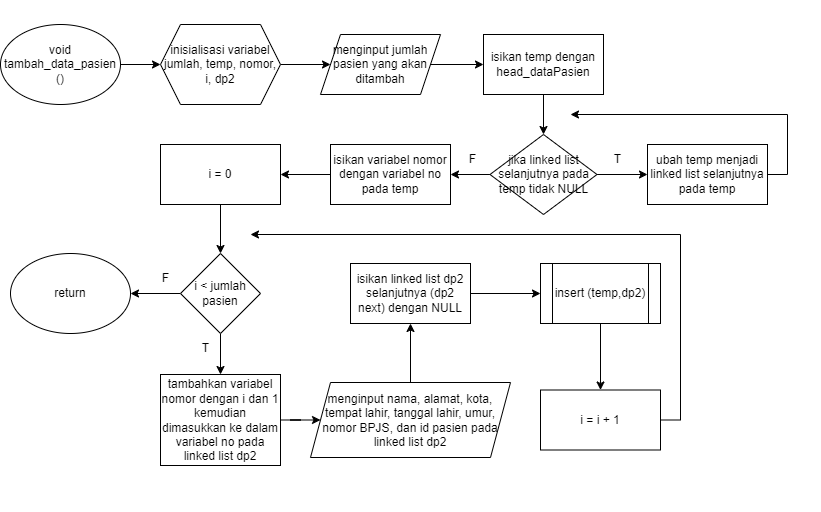 void
tambah_data_pasien
()
inisialisasi variabel
jumlah, temp, nomor,
i, dp2
menginput jumlah
pasien yang akan
ditambah
isikan temp dengan
head_dataPasien
i = 0
isikan variabel nomor
dengan variabel no
pada temp
F
jika linked list
selanjutnya pada
temp tidak NULL
T
ubah temp menjadi
linked list selanjutnya
pada temp
return
F
i < jumlah
pasien
T
isikan linked list dp2
selanjutnya (dp2
next) dengan NULL
insert (temp,dp2)
tambahkan variabel
nomor dengan i dan 1
kemudian
dimasukkan ke dalam
variabel no pada
linked list dp2
menginput nama, alamat, kota,
tempat lahir, tanggal lahir, umur,
nomor BPJS, dan id pasien pada
linked list dp2
i = i + 1